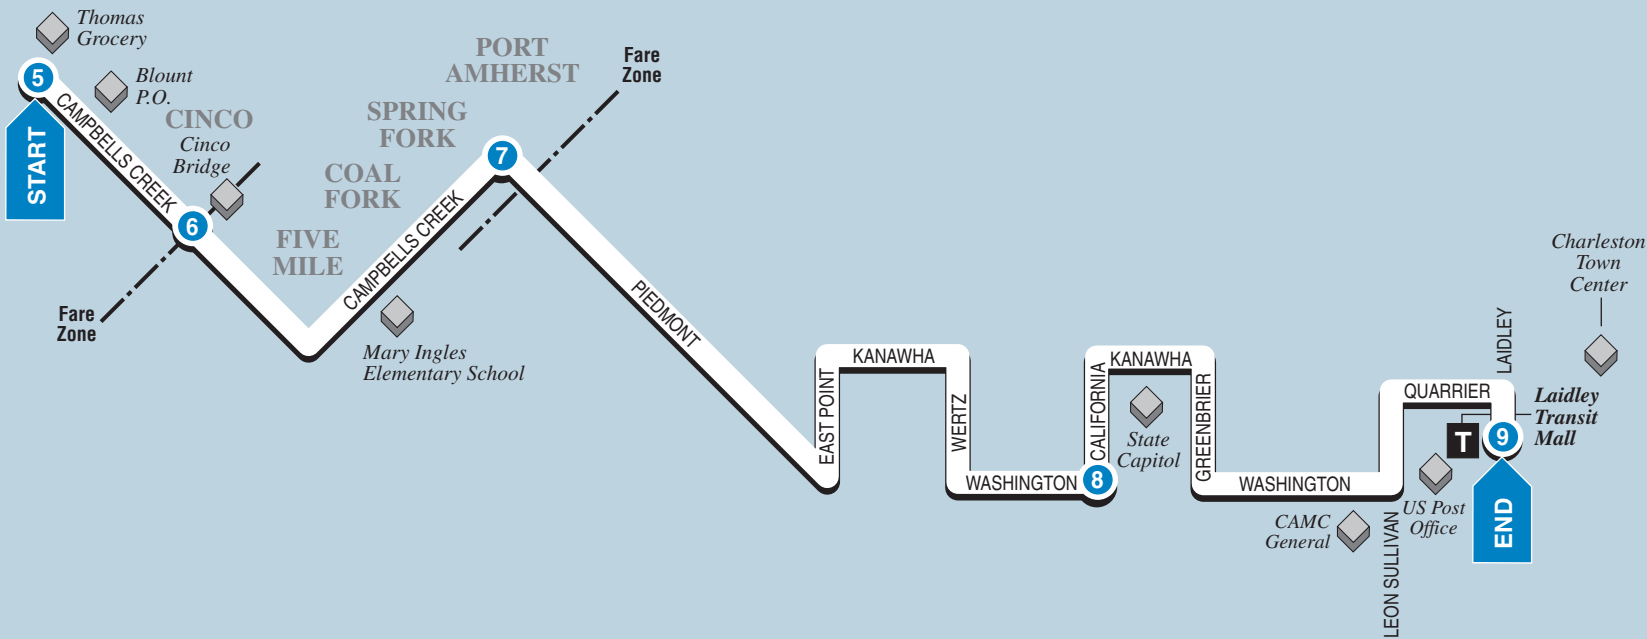 Thomas
Grocery
5
START
Blount
P.O.
CAMPBELLS CREEK
CINCO
Cinco
Bridge
6
Fare
Zone
FIVE
MILE
COAL
FORK
SPRING
FORK
PORT
AMHERST
Fare
Zone
7
CAMPBELLS CREEK
Mary Ingles
Elementary School
PIEDMONT
EAST POINT
KANAWHA
WERTZ
WASHINGTON
8
CALIFORNIA
KANAWHA
State
Capitol
GREENBRIER
WASHINGTON
CAMC
General
LEON SULLIVAN
QUARRIER
US Post
Office
T
LAIDLEY
Laidley
Transit
Mall
9
END
Charleston
Town
Center